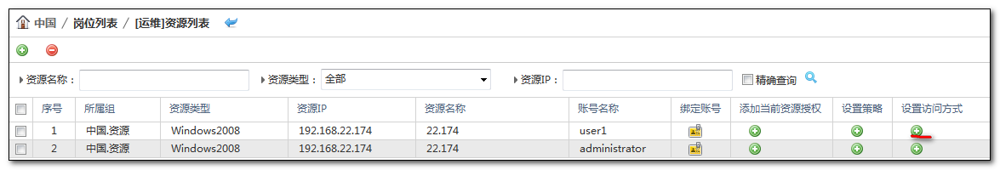 中国 / 岗位列表 / [运维]资源列表
资源名称： 资源类型： 全部 资源IP： 精确查询
序号 所属组 资源类型 资源IP 资源名称 账号名称 绑定账号 添加当前资源授权 设置策略 设置访问方式
1 中国.资源 Windows2008 192.168.22.174 22.174 user1
2 中国.资源 Windows2008 192.168.22.174 22.174 administrator